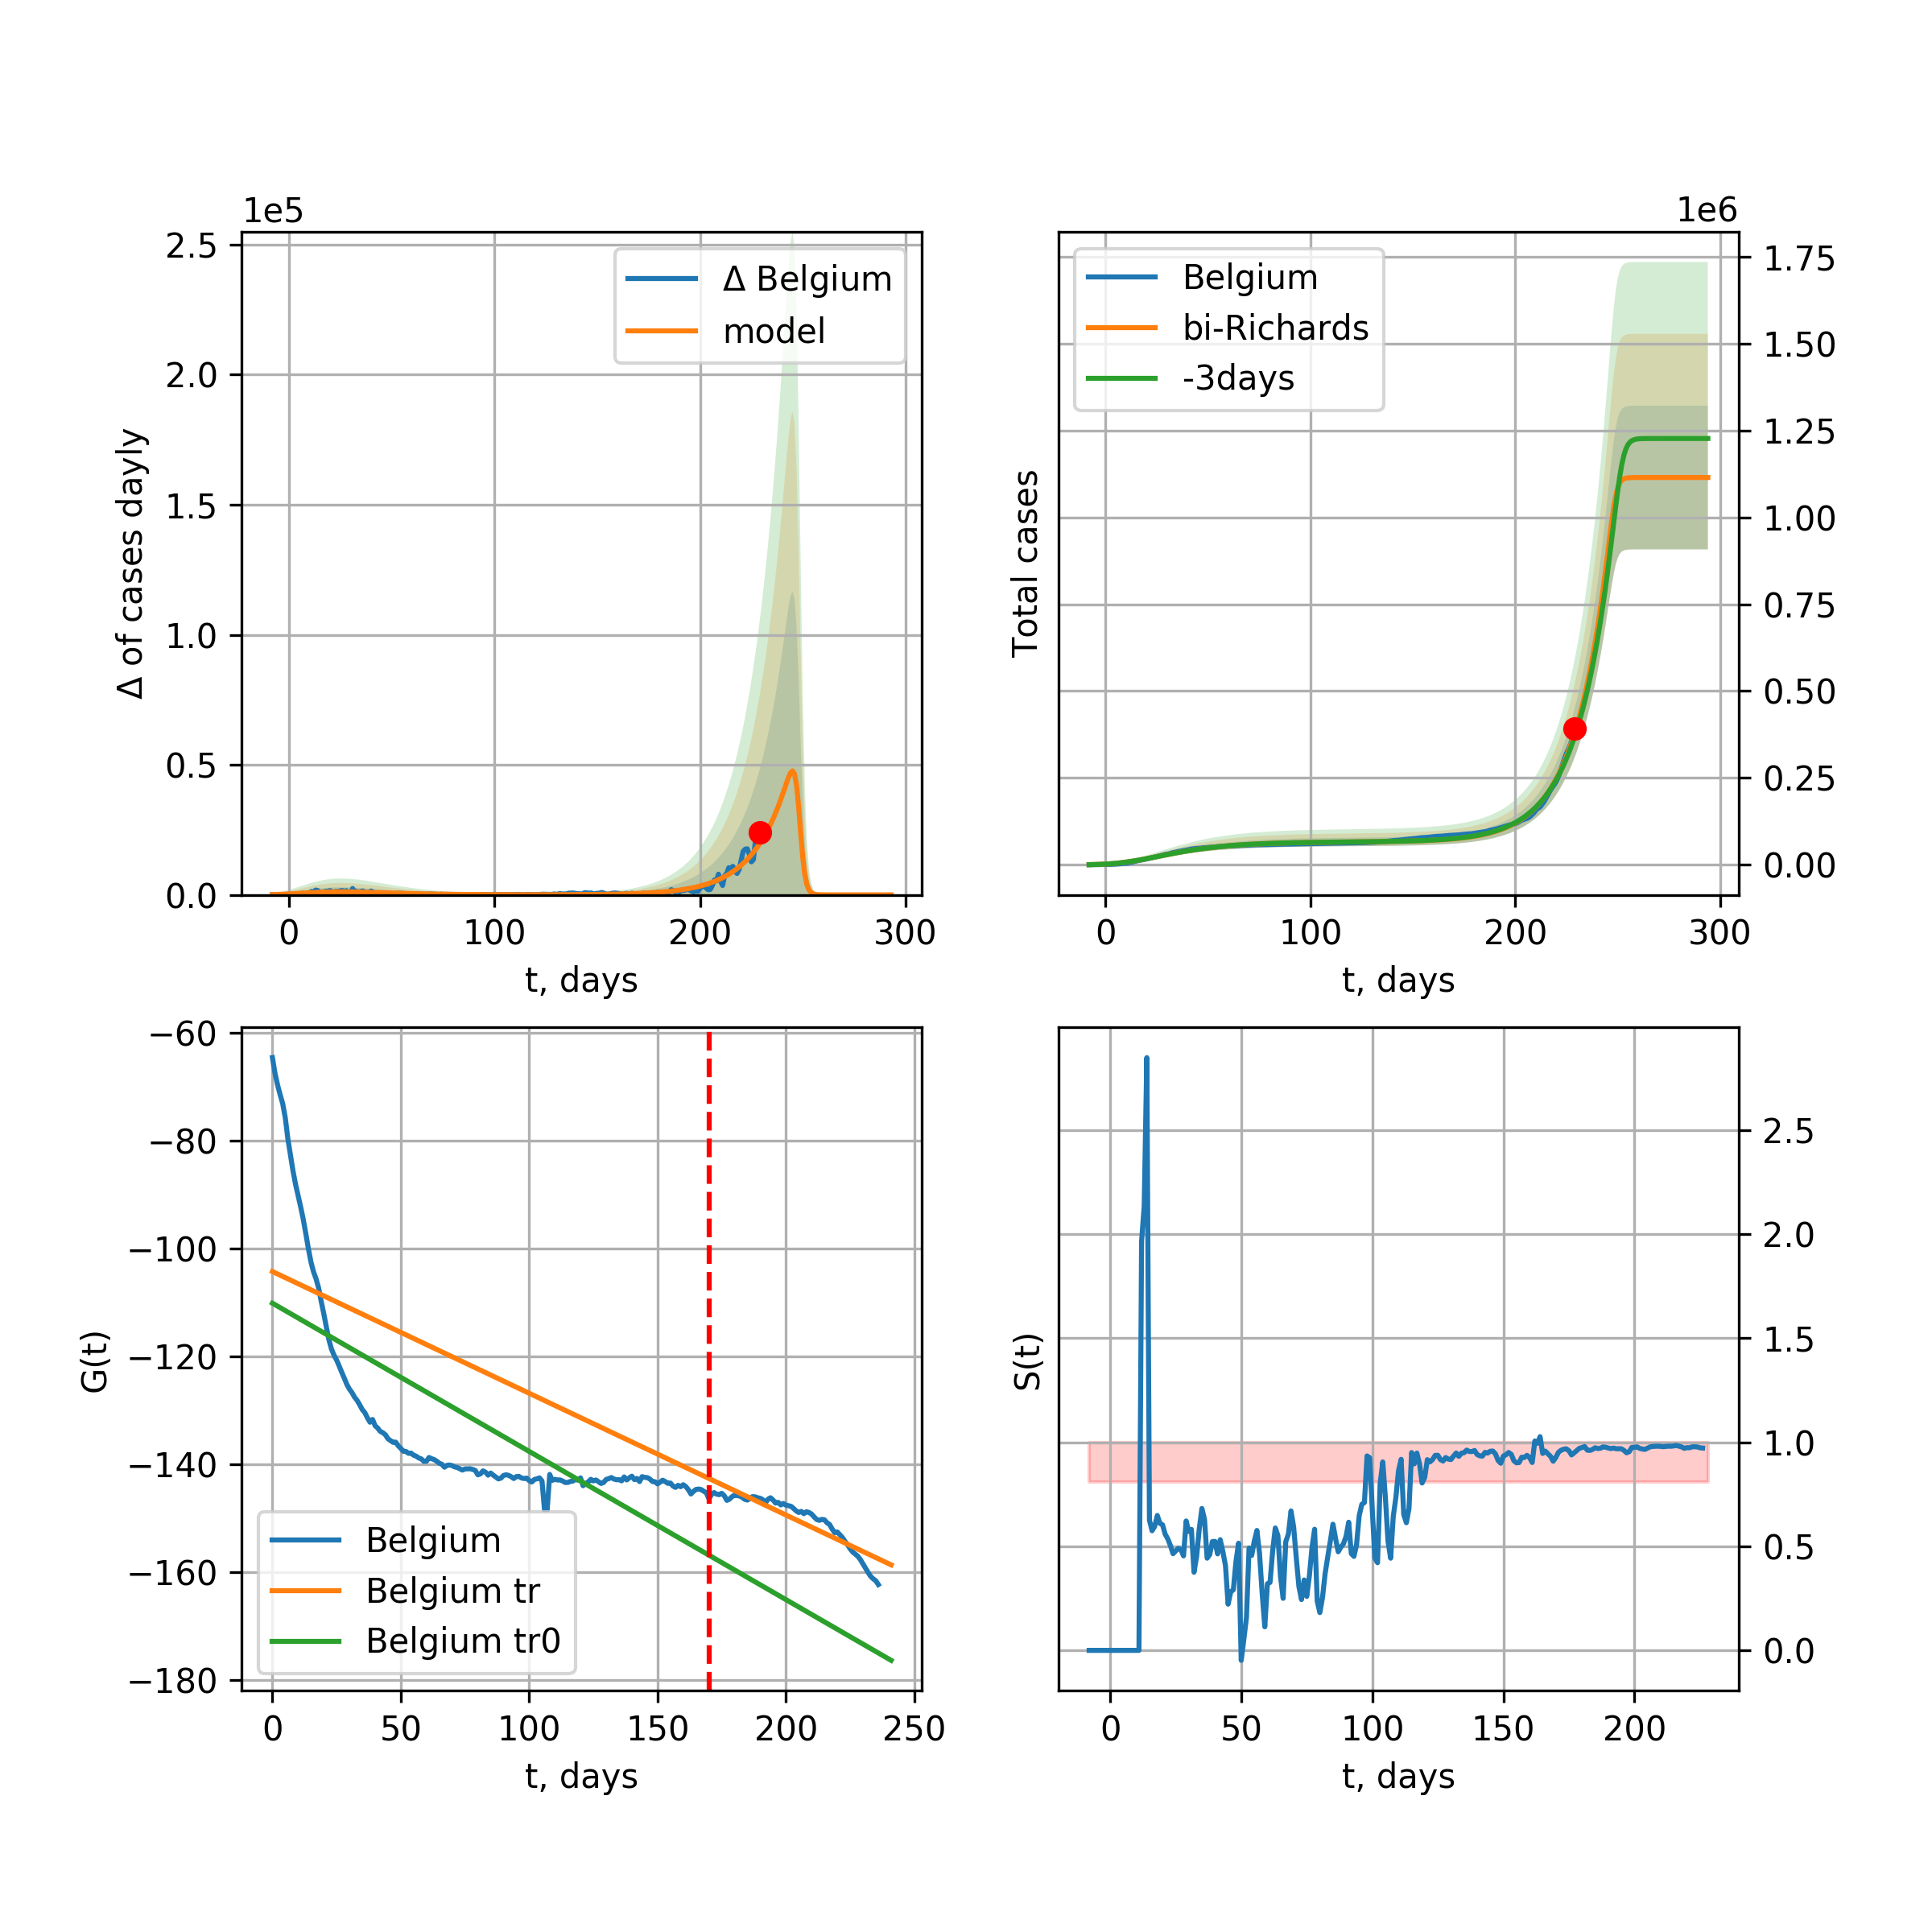 1e5
2.5
2.0
1.5
1.0
0.5
0.0
Δ of cases dayly
Δ Belgium
model
0 100 200 300
t, days
1e6
Belgium
bi-Richards
-3days
Total cases
1.75
1.50
1.25
1.00
0.75
0.50
0.25
0.00
0 100 200 300
t, days
−60
−80
−100
−120
−140
−160
−180
G(t)
Belgium
Belgium tr
Belgium tr0
0 50 100 150 200 250
t, days
S(t)
2.5
2.0
1.5
1.0
0.5
0.0
0 50 100 150 200
t, days